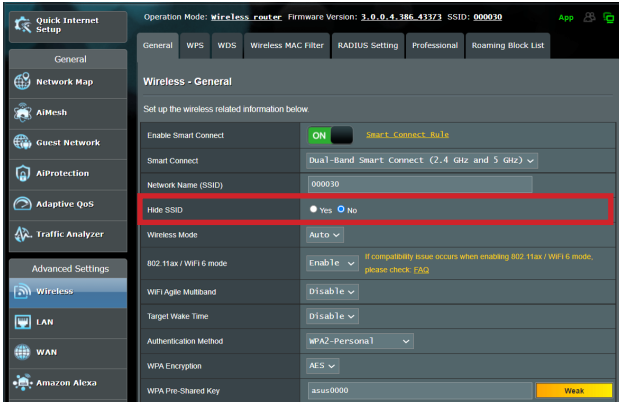 Quick Internet
Setup
Operation Mode: Wireless router Firmware Version: 3.0.0.4.386_43373 SSID: 000030 App
General WPS WDS Wireless MAC Filter RADIUS Setting Professional Roaming Block List
General
Network Map
AiMesh
Guest Network
AiProtection
Adaptive QoS
Traffic Analyzer
Advanced Settings
Wireless
LAN
WAN
Amazon Alexa
Wireless - General
Set up the wireless related information below.
Enable Smart Connect ON Smart Connect Rule
Smart Connect Dual-Band Smart Connect (2.4 GHz and 5 GHz)
Network Name (SSID) 000030
Hide SSID Yes No
Wireless Mode Auto
802.11ax / WiFi 6 mode Enable If compatibility issue occurs when enabling 802.11ax / WiFi 6 mode,
please check: FAQ
WiFi Agile Multiband Disable
Target Wake Time Disable
Authentication Method WPA2-Personal
WPA Encryption AES
WPA Pre-Shared Key asus0000 Weak